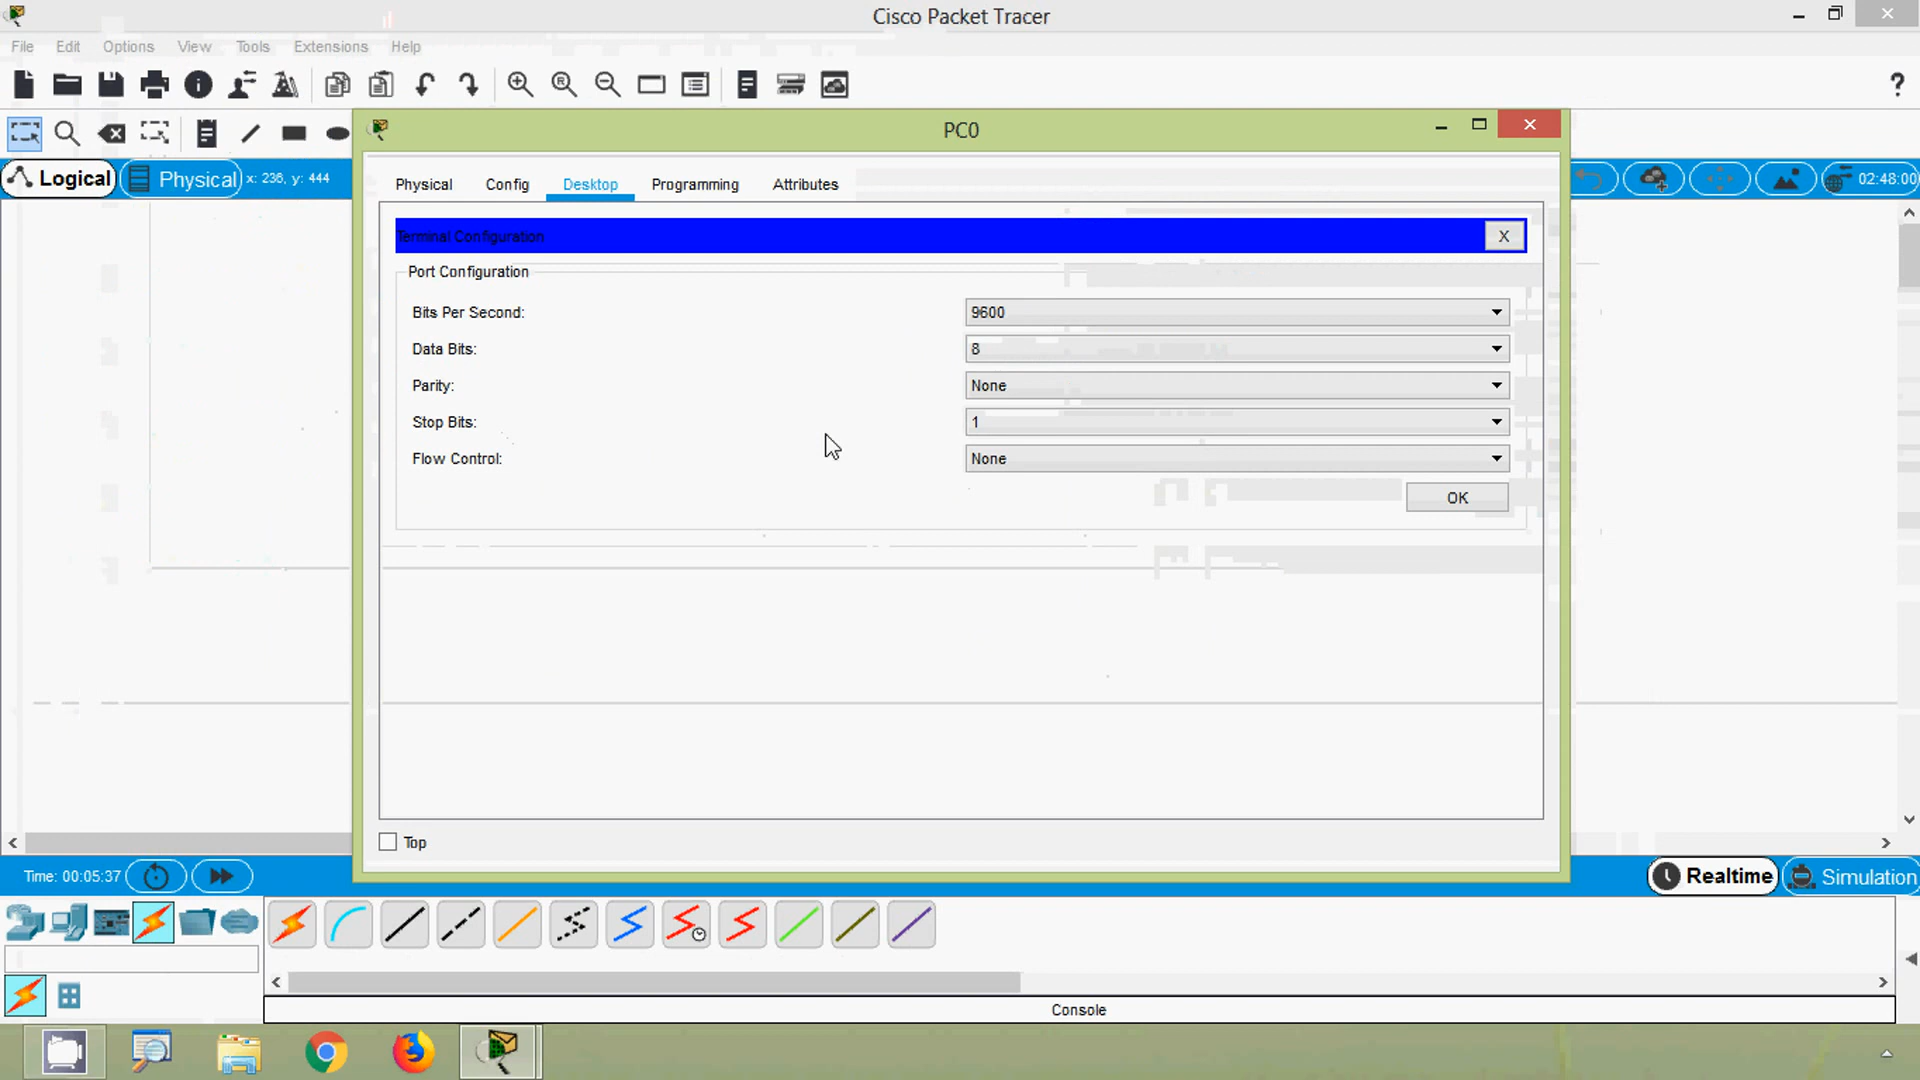 Cisco Packet Tracer
File Edit Options View Tools Extensions Help
PC0
Logical Physical x: 236, y: 444 02:48:00
Physical Config Desktop Programming Attributes
Terminal Configuration X
Port Configuration
Bits Per Second: 9600
Data Bits: 8
Parity: None
Stop Bits: 1
Flow Control: None
OK
Top
Time: 00:05:37 Realtime Simulation
Console